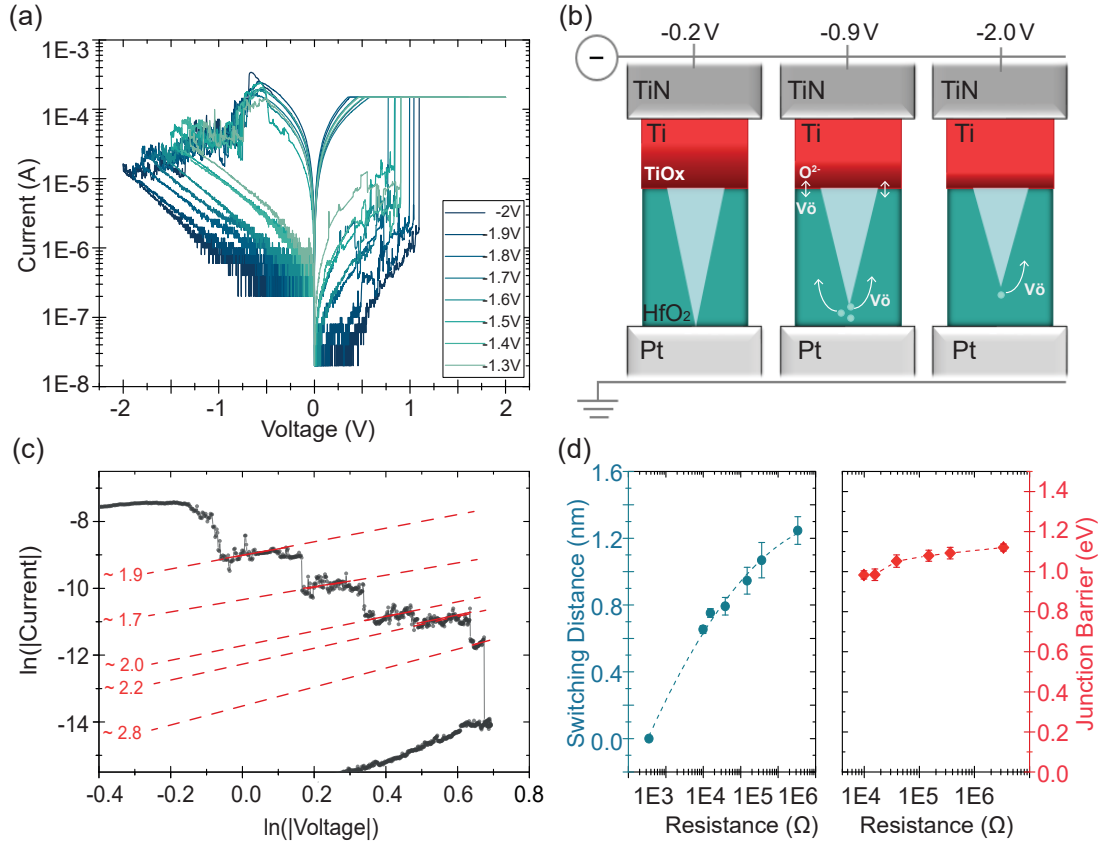 (a)
1E-3
1E-4
1E-5
1E-6
1E-7
1E-8
Current (A)
-2
-1
0
1
2
Voltage (V)
-2V
-1.9V
-1.8V
-1.7V
-1.6V
-1.5V
-1.4V
-1.3V
(b)
-0.2V
-0.9V
-2.0V
−
TiN
TiN
TiN
Ti
Ti
Ti
TiOx
O²⁻
Vö
Vö
Vö
HfO₂
Pt
Pt
Pt
(c)
-8
-10
-12
-14
ln(|Current|)
~ 1.9
~ 1.7
~ 2.0
~ 2.2
~ 2.8
-0.4
-0.2
0.0
0.2
0.4
0.6
0.8
ln(|Voltage|)
(d)
1.6
1.2
0.8
0.4
0.0
Switching Distance (nm)
1E3
1E4
1E5
1E6
Resistance (Ω)
1.4
1.2
1.0
0.8
0.6
0.4
0.2
0.0
Junction Barrier (eV)
1E4
1E5
1E6
Resistance (Ω)